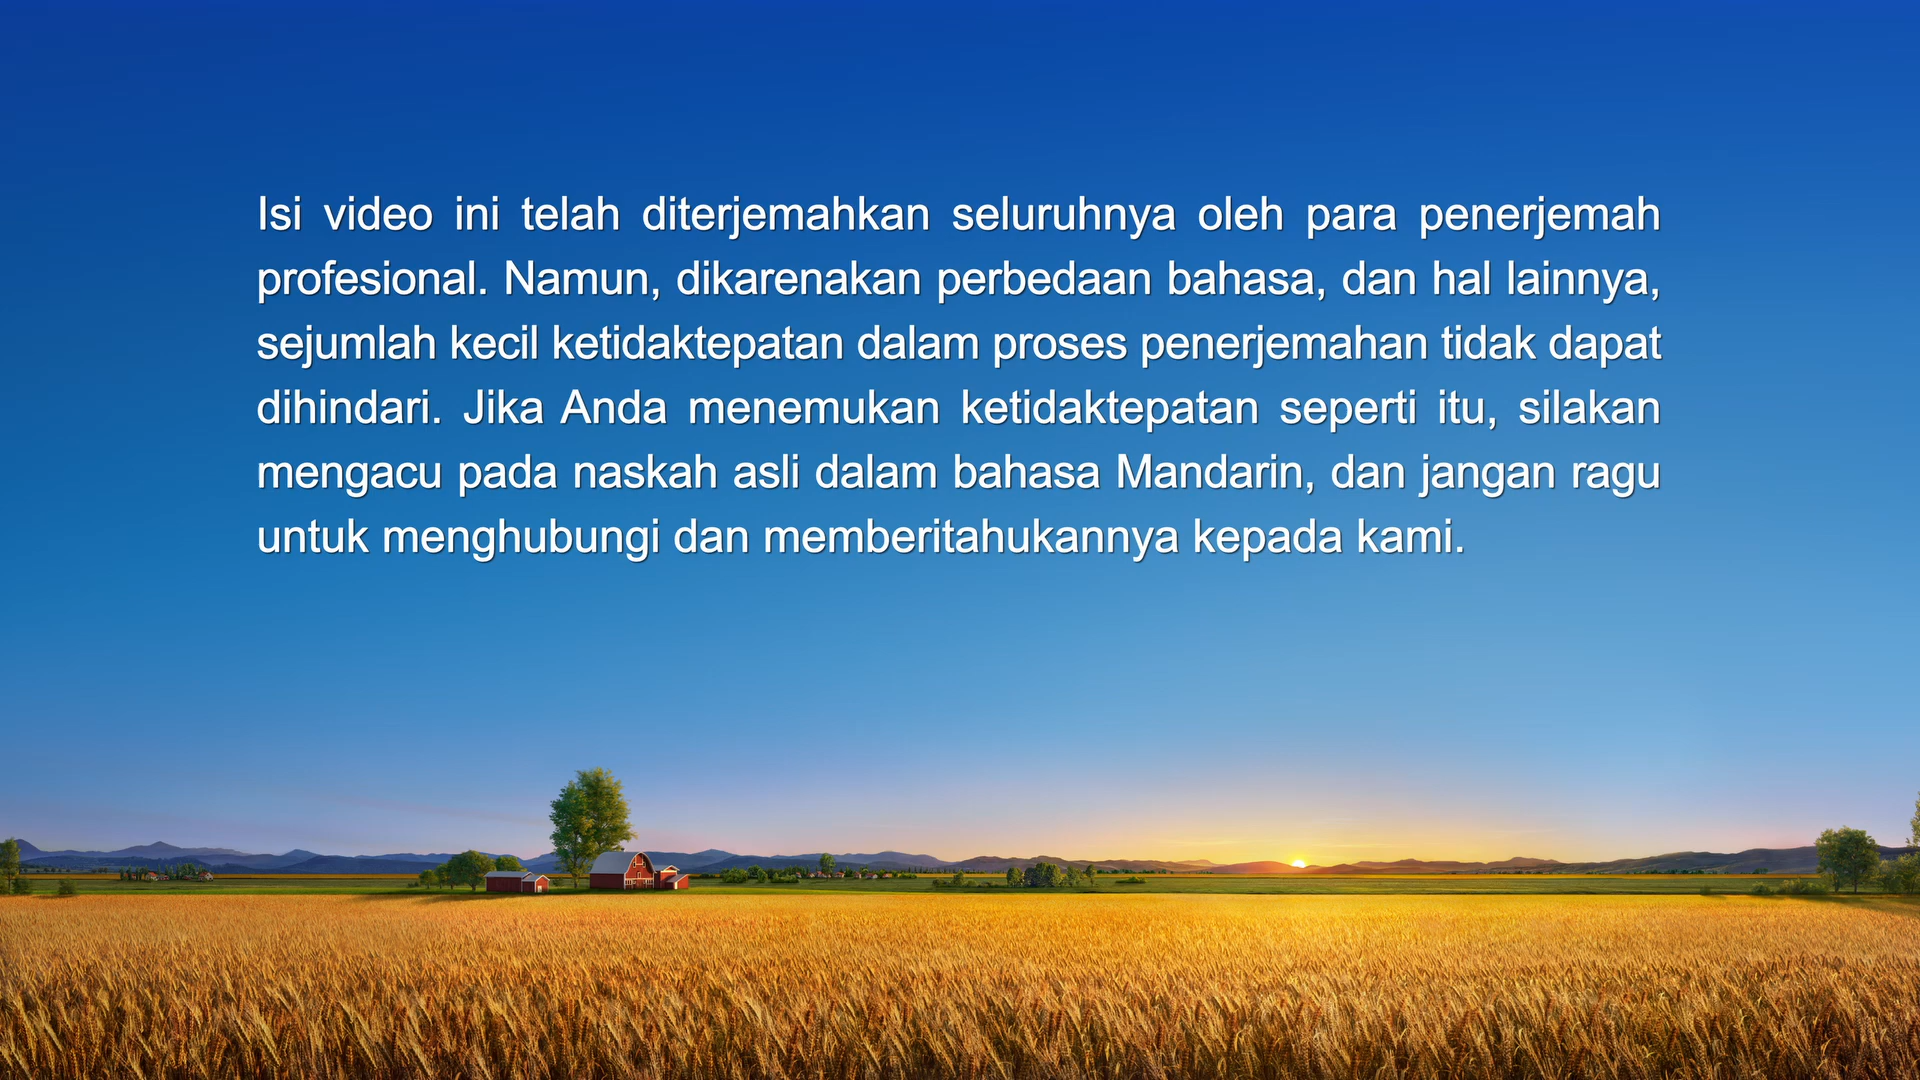 Isi video ini telah diterjemahkan seluruhnya oleh para penerjemah
profesional. Namun, dikarenakan perbedaan bahasa, dan hal lainnya,
sejumlah kecil ketidaktepatan dalam proses penerjemahan tidak dapat
dihindari. Jika Anda menemukan ketidaktepatan seperti itu, silakan
mengacu pada naskah asli dalam bahasa Mandarin, dan jangan ragu
untuk menghubungi dan memberitahukannya kepada kami.